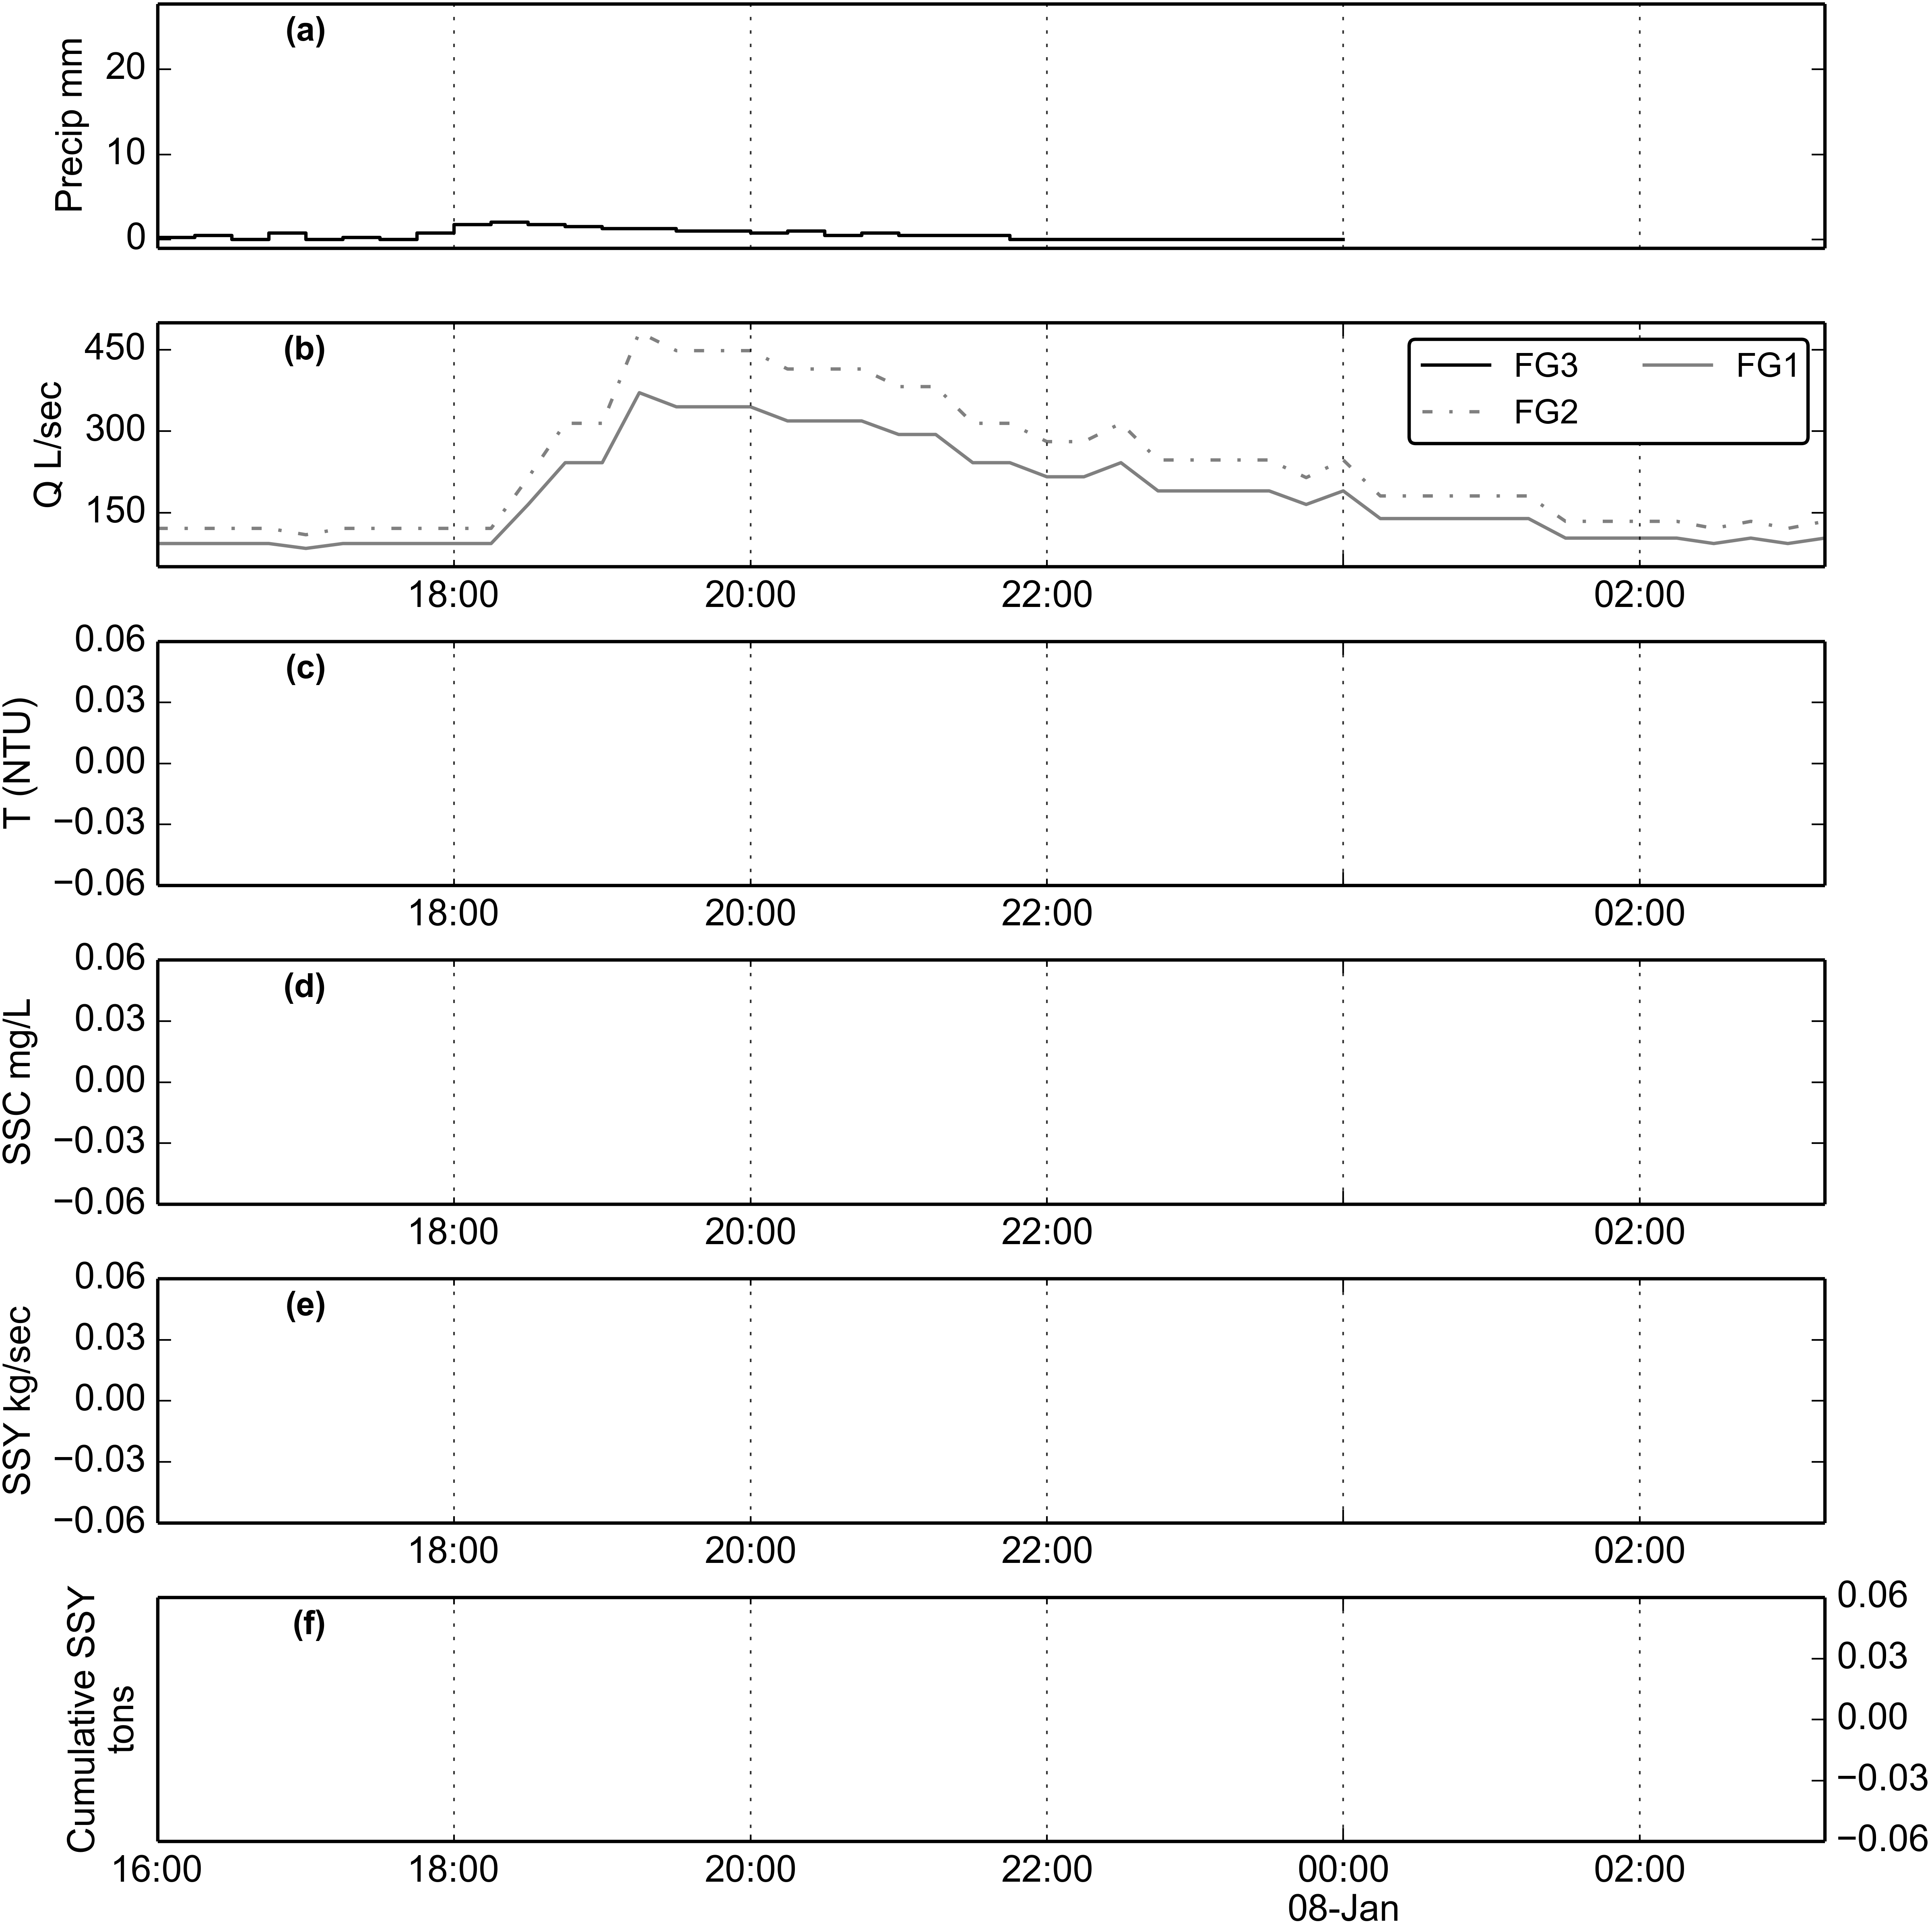 (a)
Precip mm
20
10
0
(b)
Q L/sec
450
300
150
FG3
FG1
FG2
18:00 20:00 22:00 02:00
(c)
T (NTU)
0.06
0.03
0.00
−0.03
−0.06
18:00 20:00 22:00 02:00
(d)
SSC mg/L
0.06
0.03
0.00
−0.03
−0.06
18:00 20:00 22:00 02:00
(e)
SSY kg/sec
0.06
0.03
0.00
−0.03
−0.06
18:00 20:00 22:00 02:00
(f)
Cumulative SSY
tons
0.06
0.03
0.00
−0.03
−0.06
16:00 18:00 20:00 22:00 00:00 02:00
08-Jan